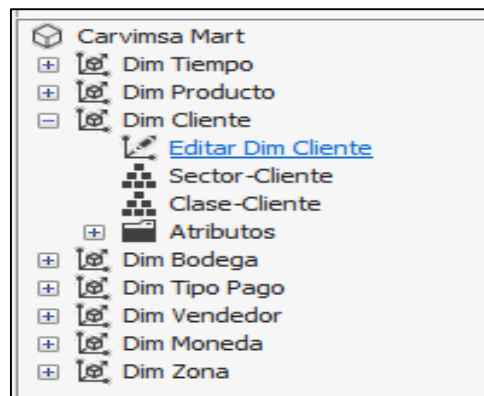 Carvimsa Mart
Dim Tiempo
Dim Producto
Dim Cliente
Editar Dim Cliente
Sector-Cliente
Clase-Cliente
Atributos
Dim Bodega
Dim Tipo Pago
Dim Vendedor
Dim Moneda
Dim Zona